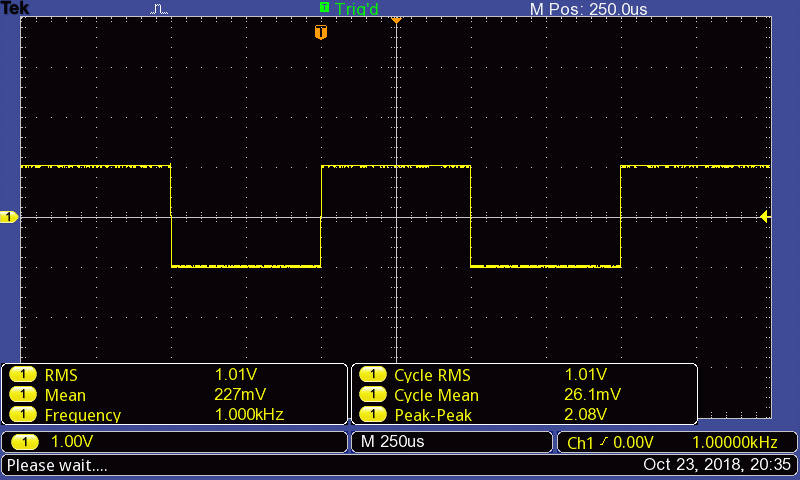 Tek T Trig'd M Pos: 250.0us
T
1
1 RMS 1.01V 1 Cycle RMS 1.01V
1 Mean 227mV 1 Cycle Mean 26.1mV
1 Frequency 1.000kHz 1 Peak-Peak 2.08V
1 1.00V M 250us Ch1 0.00V 1.00000kHz
Please wait.... Oct 23, 2018, 20:35